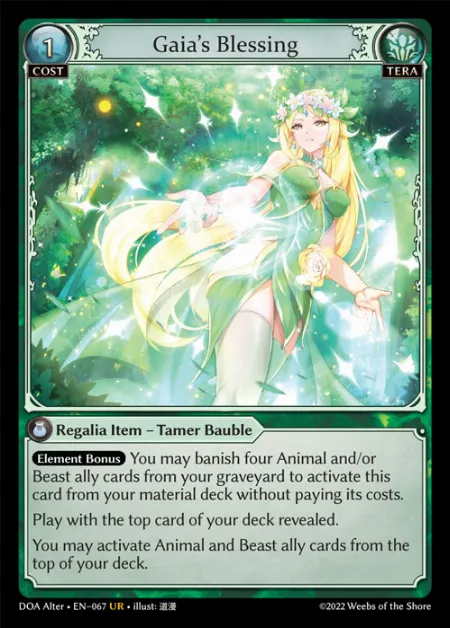 1
Gaia's Blessing
COST
TERA
Regalia Item – Tamer Bauble
Element Bonus You may banish four Animal and/or
Beast ally cards from your graveyard to activate this
card from your material deck without paying its costs.
Play with the top card of your deck revealed.
You may activate Animal and Beast ally cards from the
top of your deck.
DOA Alter • EN-067 UR • illust: 道漫
©2022 Weebs of the Shore